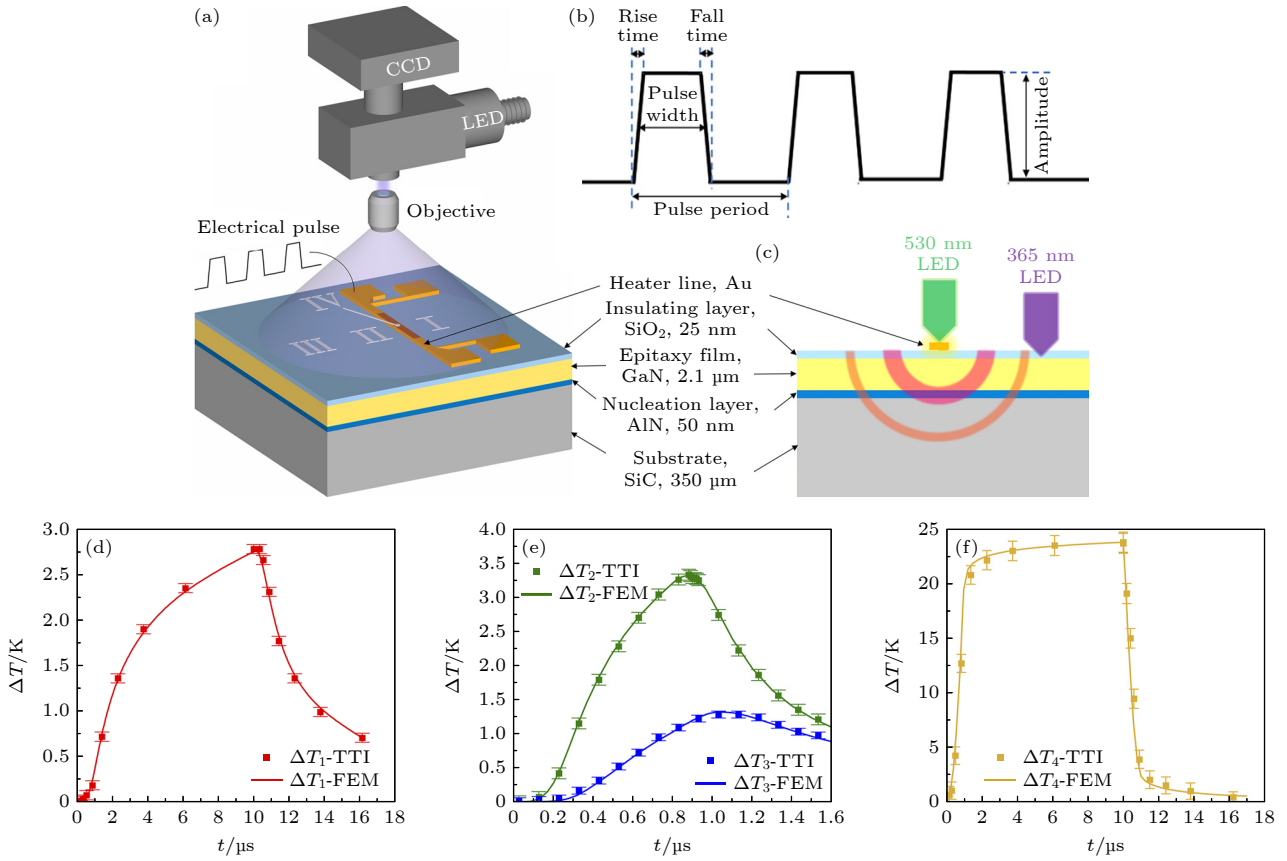 (a)
CCD
LED
Objective
Electrical pulse
IV
III
II
I
(b)
Rise
time
Fall
time
Pulse
width
Amplitude
Pulse period
Heater line, Au
Insulating layer,
SiO2, 25 nm
Epitaxy film,
GaN, 2.1 µm
Nucleation layer,
AlN, 50 nm
Substrate,
SiC, 350 µm
(c)
530 nm
LED
365 nm
LED
(d)
3.0
2.5
2.0
1.5
1.0
0.5
0
ΔT/K
ΔT1-TTI
ΔT1-FEM
0 2 4 6 8 10 12 14 16 18
t/µs
(e)
4.0
3.5
3.0
2.5
2.0
1.5
1.0
0.5
0
ΔT/K
ΔT2-TTI
ΔT2-FEM
ΔT3-TTI
ΔT3-FEM
0 0.2 0.4 0.6 0.8 1.0 1.2 1.4 1.6
t/µs
(f)
25
20
15
10
5
0
ΔT/K
ΔT4-TTI
ΔT4-FEM
0 2 4 6 8 10 12 14 16 18
t/µs